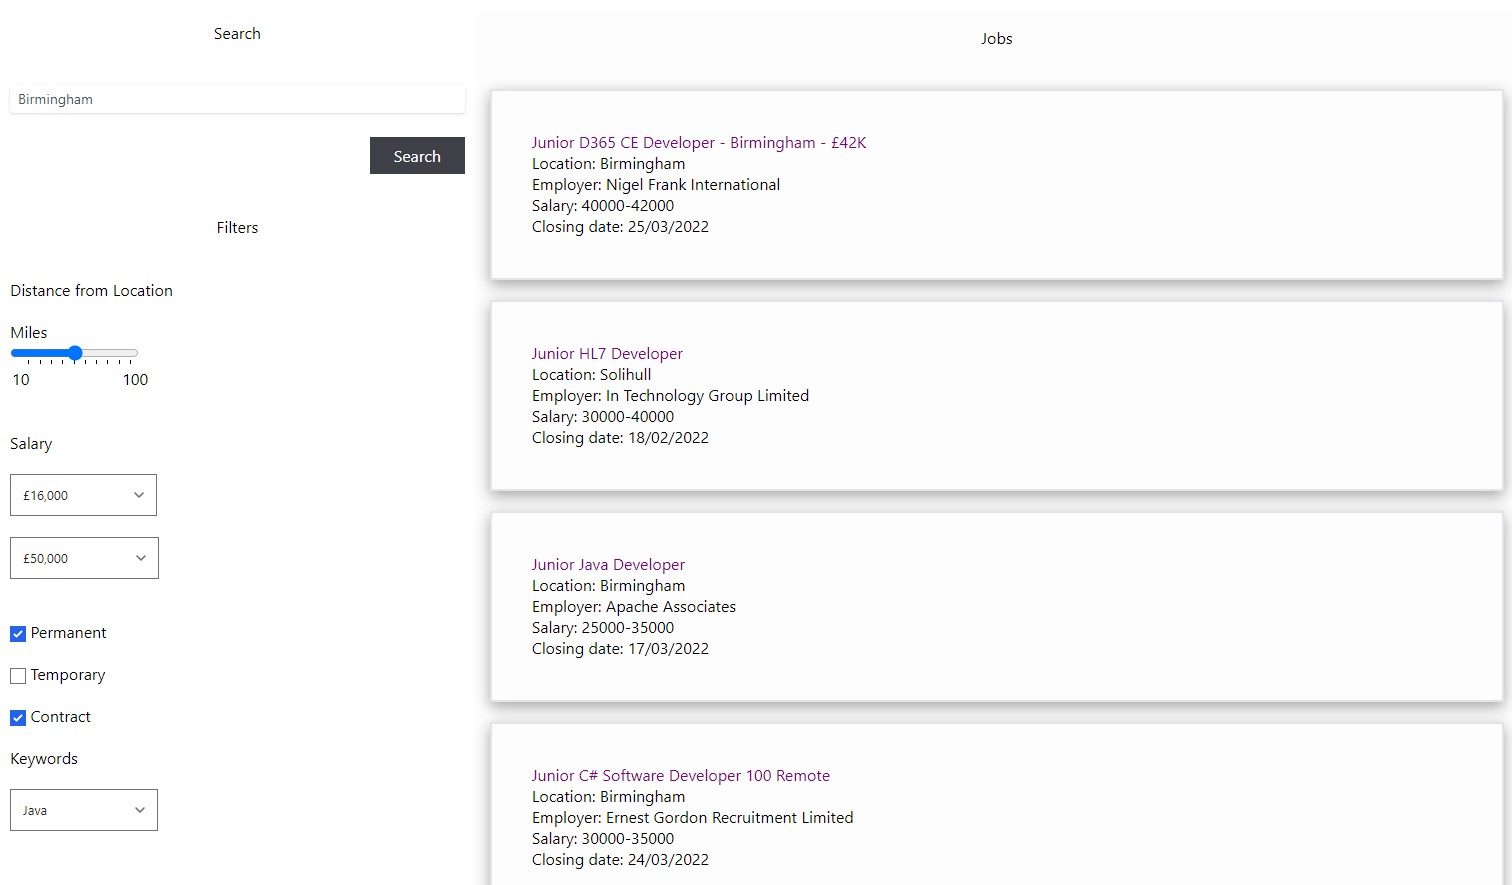 Search
Birmingham
Search
Filters
Distance from Location
Miles
10 100
Salary
£16,000
£50,000
Permanent
Temporary
Contract
Keywords
Java
Jobs
Junior D365 CE Developer - Birmingham - £42K
Location: Birmingham
Employer: Nigel Frank International
Salary: 40000-42000
Closing date: 25/03/2022
Junior HL7 Developer
Location: Solihull
Employer: In Technology Group Limited
Salary: 30000-40000
Closing date: 18/02/2022
Junior Java Developer
Location: Birmingham
Employer: Apache Associates
Salary: 25000-35000
Closing date: 17/03/2022
Junior C# Software Developer 100 Remote
Location: Birmingham
Employer: Ernest Gordon Recruitment Limited
Salary: 30000-35000
Closing date: 24/03/2022